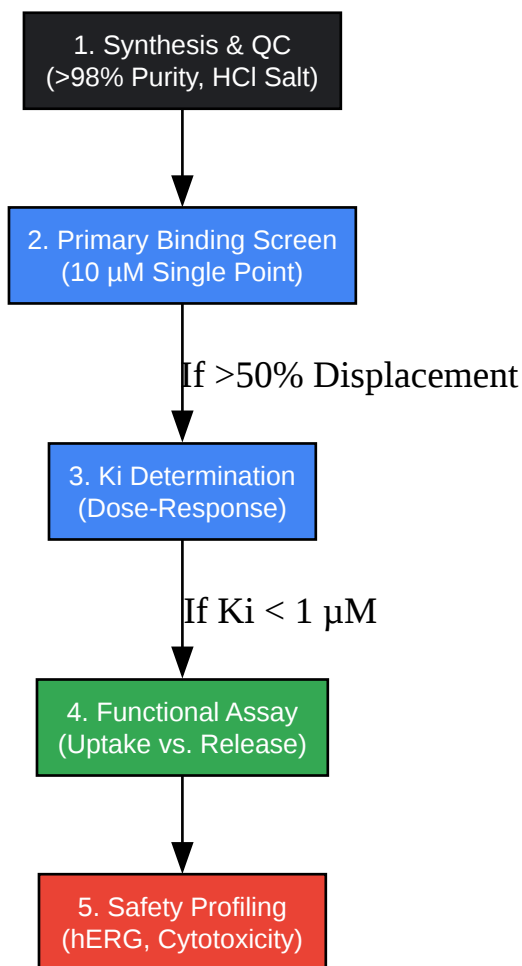 1. Synthesis & QC
(>98% Purity, HCl Salt)
2. Primary Binding Screen
(10 µM Single Point)
If >50% Displacement
3. Ki Determination
(Dose-Response)
If Ki < 1 µM
4. Functional Assay
(Uptake vs. Release)
5. Safety Profiling
(hERG, Cytotoxicity)